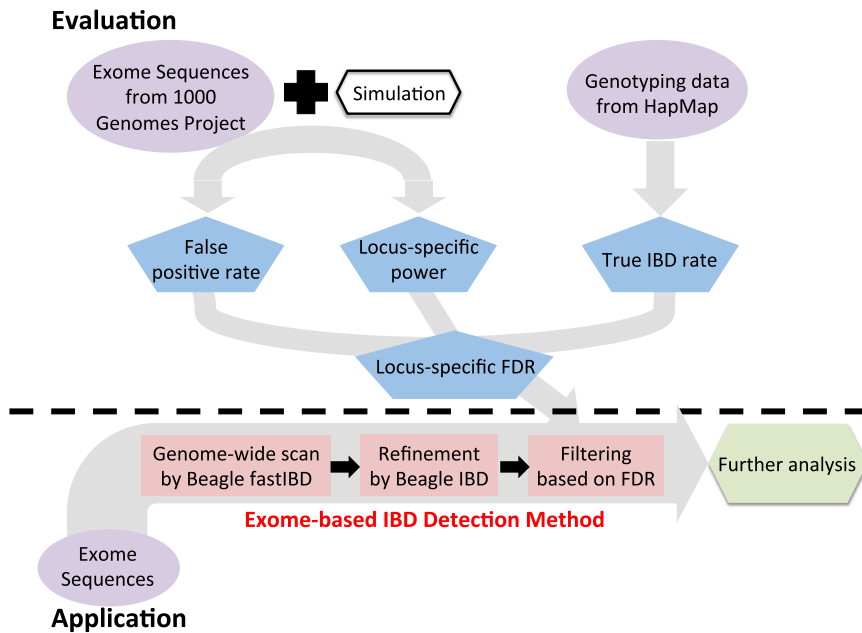 Evaluation
Exome Sequences
from 1000
Genomes Project
Simulation
Genotyping data
from HapMap
False
positive rate
Locus-specific
power
True IBD rate
Locus-specific FDR
Genome-wide scan
by Beagle fastIBD
Refinement
by Beagle IBD
Filtering
based on FDR
Further analysis
Exome-based IBD Detection Method
Exome
Sequences
Application